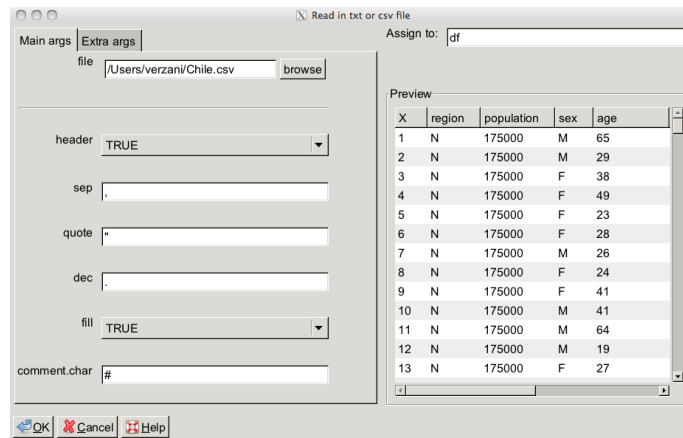 Read in txt or csv file
Main args Extra args
file /Users/verzani/Chile.csv browse
header TRUE
sep ,
quote "
dec .
fill TRUE
comment.char #
Assign to: df
Preview
X region population sex age
1 N 175000 M 65
2 N 175000 M 29
3 N 175000 F 38
4 N 175000 F 49
5 N 175000 F 23
6 N 175000 F 28
7 N 175000 M 26
8 N 175000 F 24
9 N 175000 F 41
10 N 175000 M 41
11 N 175000 M 64
12 N 175000 M 19
13 N 175000 F 27
OK Cancel Help